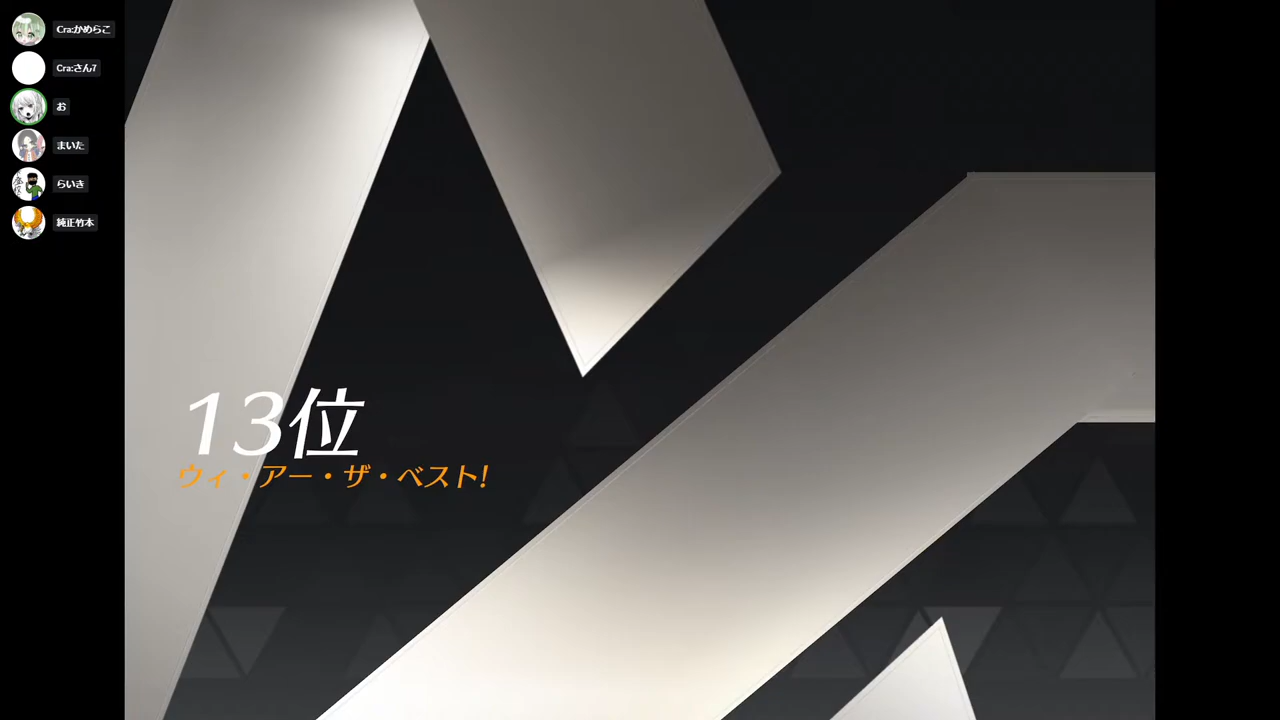 Cra:かめらこ
Cra:さん7
お
まいた
らいき
純正竹本
13位
ウィ・アー・ザ・ベスト!